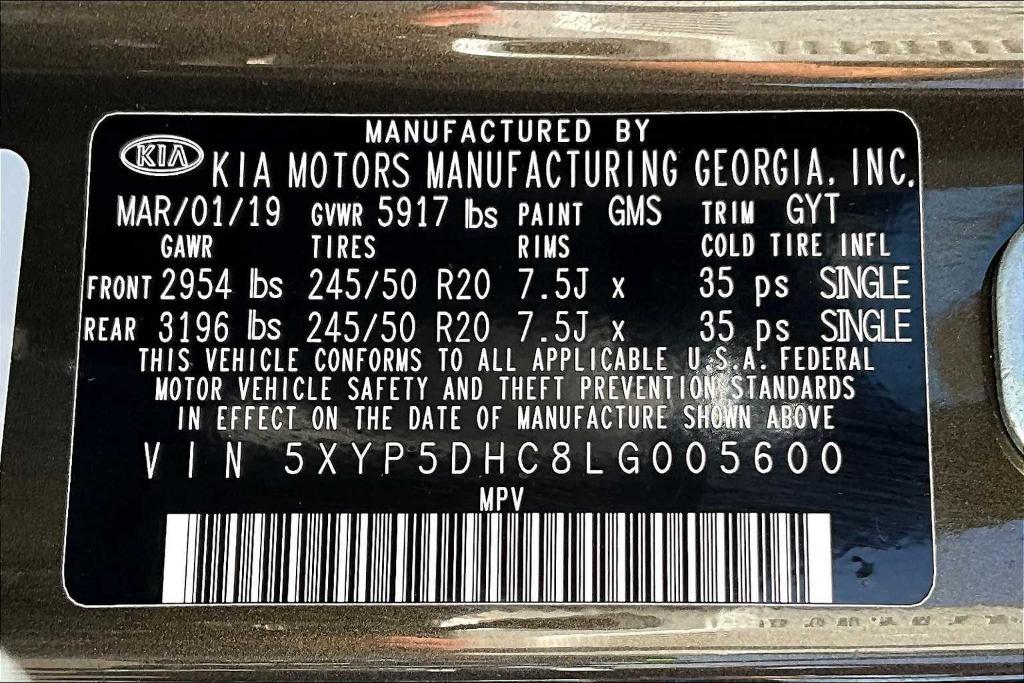 MANUFACTURED BY
KIA KIA MOTORS MANUFACTURING GEORGIA, INC.
MAR/01/19 GVWR 5917 lbs PAINT GMS TRIM GYT
GAWR TIRES RIMS COLD TIRE INFL
FRONT 2954 lbs 245/50 R20 7.5J x 35 ps SINGLE
REAR 3196 lbs 245/50 R20 7.5J x 35 ps SINGLE
THIS VEHICLE CONFORMS TO ALL APPLICABLE U.S.A. FEDERAL
MOTOR VEHICLE SAFETY AND THEFT PREVENTION STANDARDS
IN EFFECT ON THE DATE OF MANUFACTURE SHOWN ABOVE
VIN 5XYP5DHC8LG005600
MPV